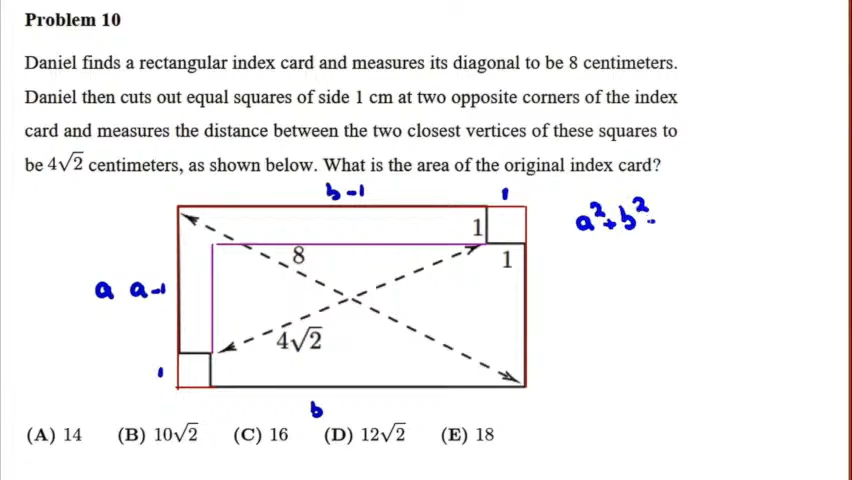 Problem 10
Daniel finds a rectangular index card and measures its diagonal to be 8 centimeters.
Daniel then cuts out equal squares of side 1 cm at two opposite corners of the index
card and measures the distance between the two closest vertices of these squares to
be 4√2 centimeters, as shown below. What is the area of the original index card?
b-1 1
a²+b²-
1
8 1
a a-1
4√2
1
b
(A) 14 (B) 10√2 (C) 16 (D) 12√2 (E) 18